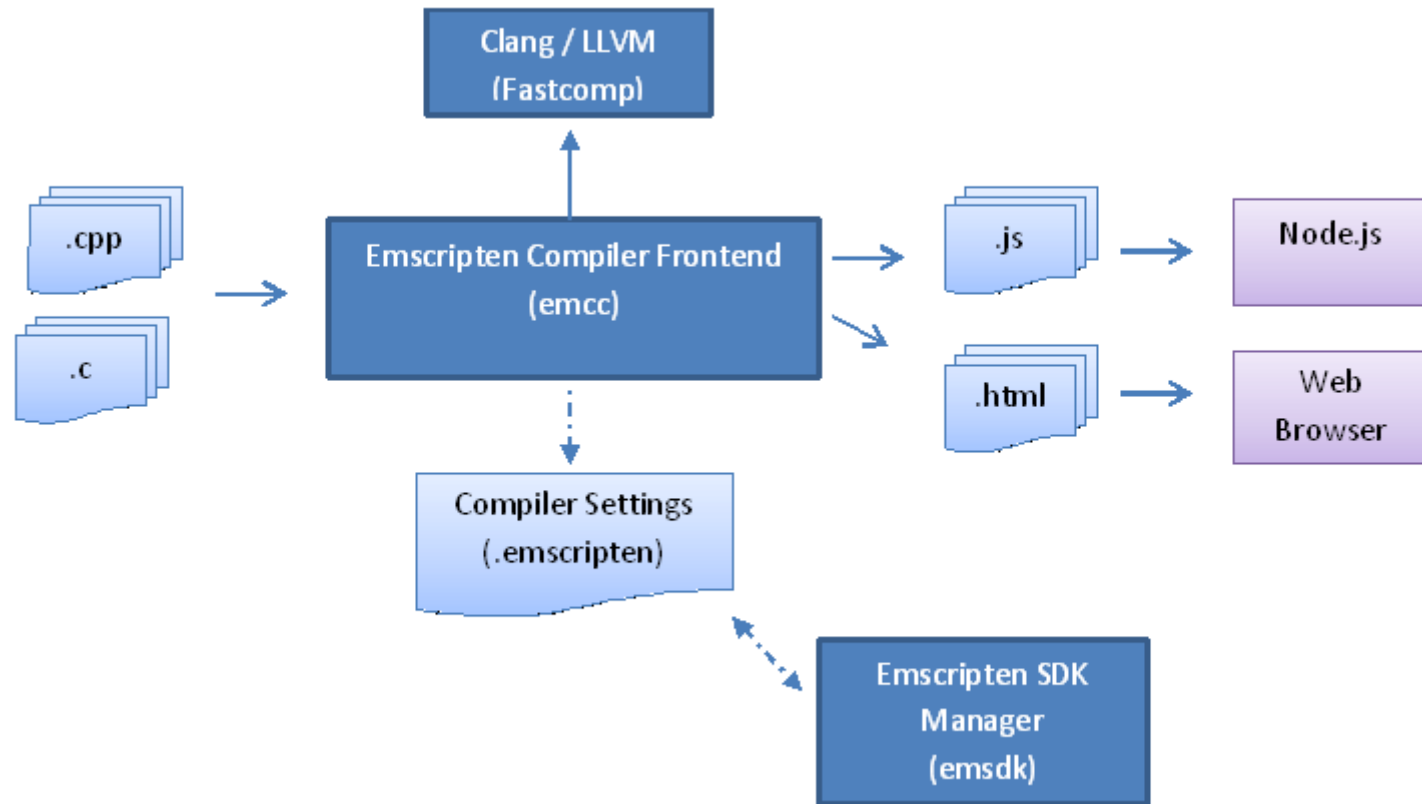 Clang / LLVM
(Fastcomp)
.cpp
.c
Emscripten Compiler Frontend
(emcc)
.js
.html
Node.js
Web
Browser
Compiler Settings
(.emscripten)
Emscripten SDK
Manager
(emsdk)